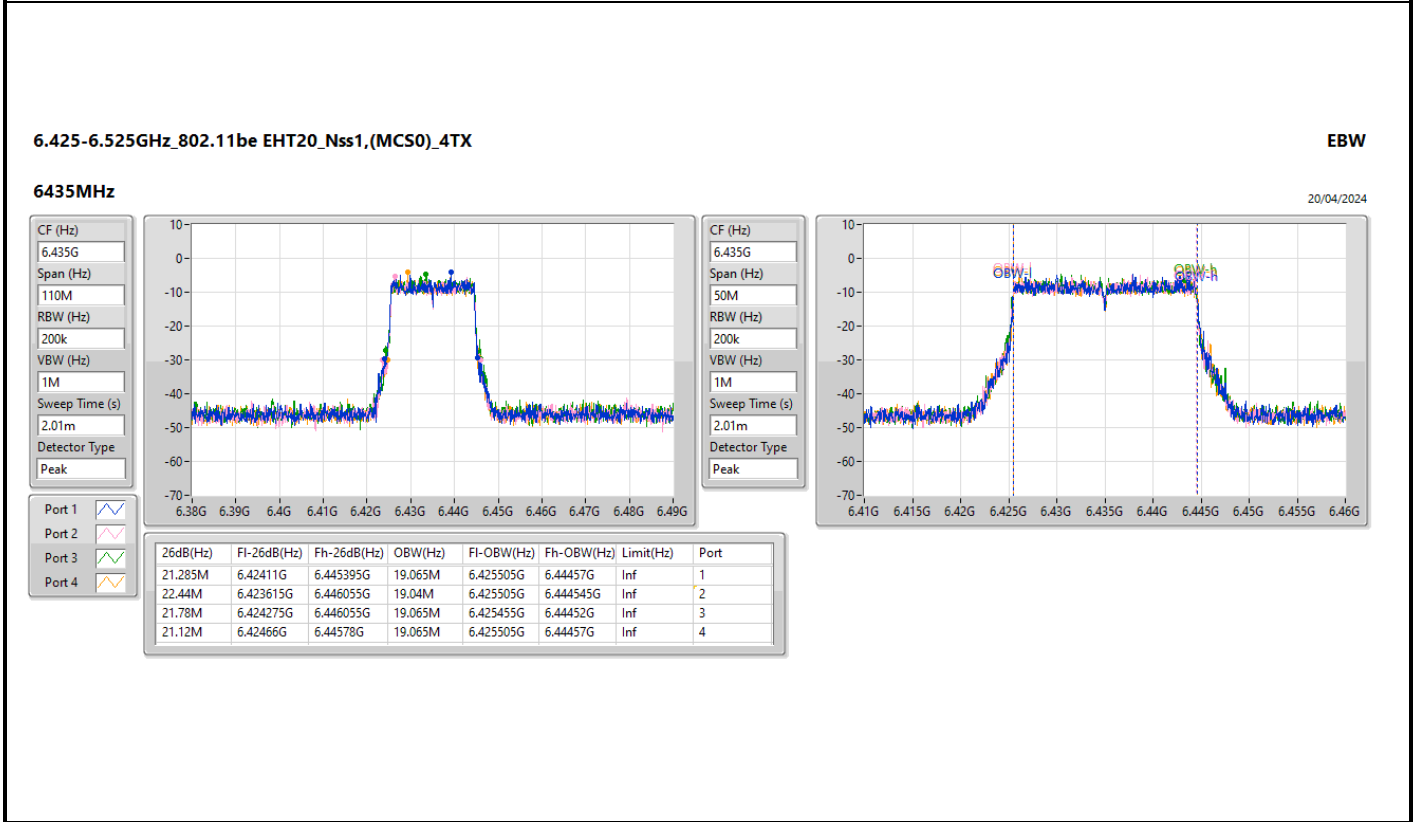 6.425-6.525GHz_802.11be EHT20_Nss1,(MCS0)_4TX EBW
6435MHz
20/04/2024
CF (Hz)
6.435G
Span (Hz)
110M
RBW (Hz)
200k
VBW (Hz)
1M
Sweep Time (s)
2.01m
Detector Type
Peak
10
0
-10
-20
-30
-40
-50
-60
-70
6.38G 6.39G 6.4G 6.41G 6.42G 6.43G 6.44G 6.45G 6.46G 6.47G 6.48G 6.49G
CF (Hz)
6.435G
Span (Hz)
50M
RBW (Hz)
200k
VBW (Hz)
1M
Sweep Time (s)
2.01m
Detector Type
Peak
10
0
-10
-20
-30
-40
-50
-60
-70
OBW-l OBW-h
6.41G 6.415G 6.42G 6.425G 6.43G 6.435G 6.44G 6.445G 6.45G 6.455G 6.46G
Port 1
Port 2
Port 3
Port 4
26dB(Hz) Fl-26dB(Hz) Fh-26dB(Hz) OBW(Hz) Fl-OBW(Hz) Fh-OBW(Hz) Limit(Hz) Port
21.285M 6.42411G 6.445395G 19.065M 6.425505G 6.44457G Inf 1
22.44M 6.423615G 6.446055G 19.04M 6.425505G 6.444545G Inf 2
21.78M 6.424275G 6.446055G 19.065M 6.425455G 6.44452G Inf 3
21.12M 6.42466G 6.44578G 19.065M 6.425505G 6.44457G Inf 4